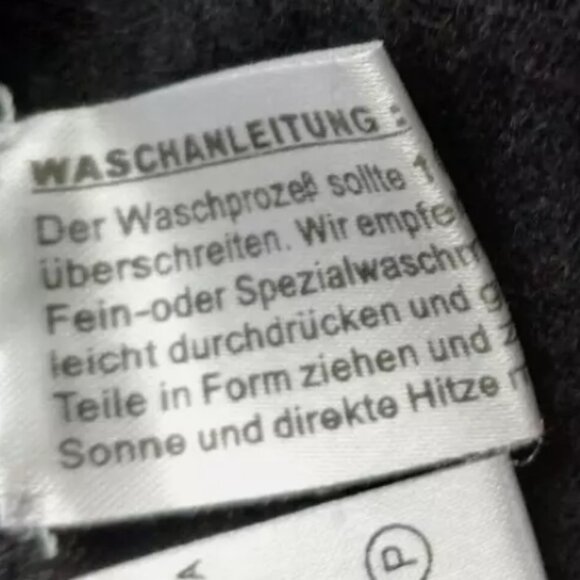 WASCHANLEITUNG :
Der Waschprozeß sollte 1
überschreiten. Wir empfe
Fein-oder Spezialwaschm
leicht durchdrücken und g
Teile in Form ziehen und z
Sonne und direkte Hitze
A
P